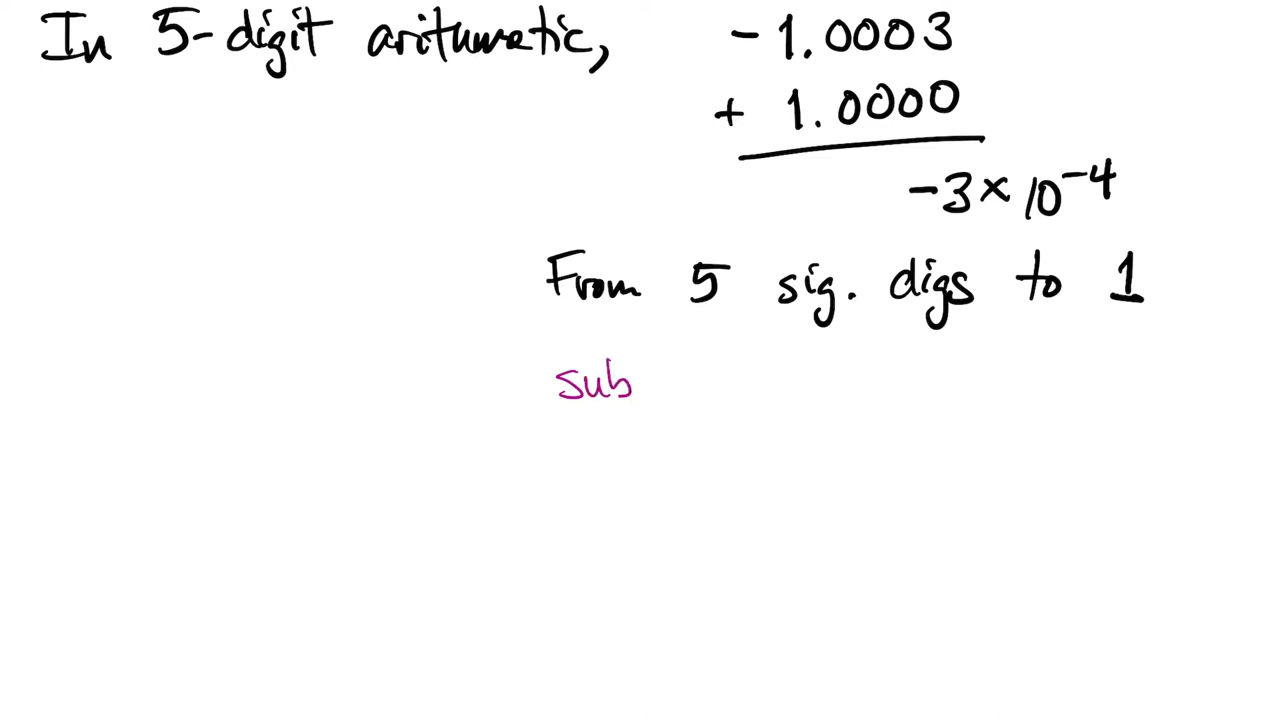 In 5-digit arithmetic, - 1.0003
+ 1.0000
-3 × 10⁻⁴
From 5 sig. digs to 1
sub